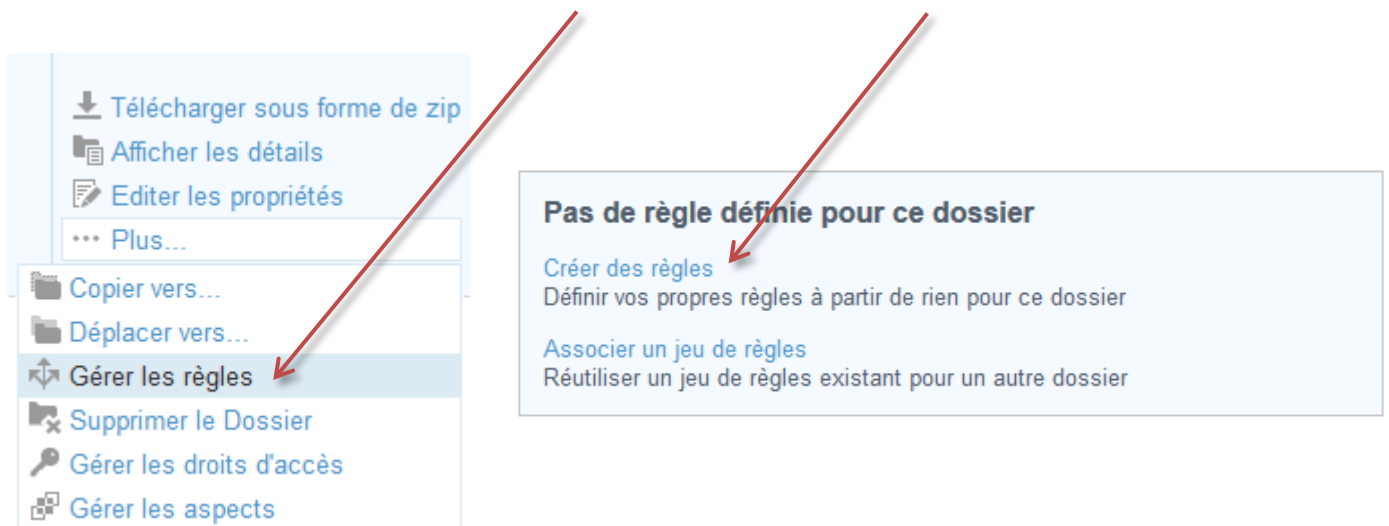 Télécharger sous forme de zip
Afficher les détails
Editer les propriétés
Plus...
Copier vers...
Déplacer vers...
Gérer les règles
Supprimer le Dossier
Gérer les droits d'accès
Gérer les aspects
Pas de règle définie pour ce dossier
Créer des règles
Définir vos propres règles à partir de rien pour ce dossier
Associer un jeu de règles
Réutiliser un jeu de règles existant pour un autre dossier